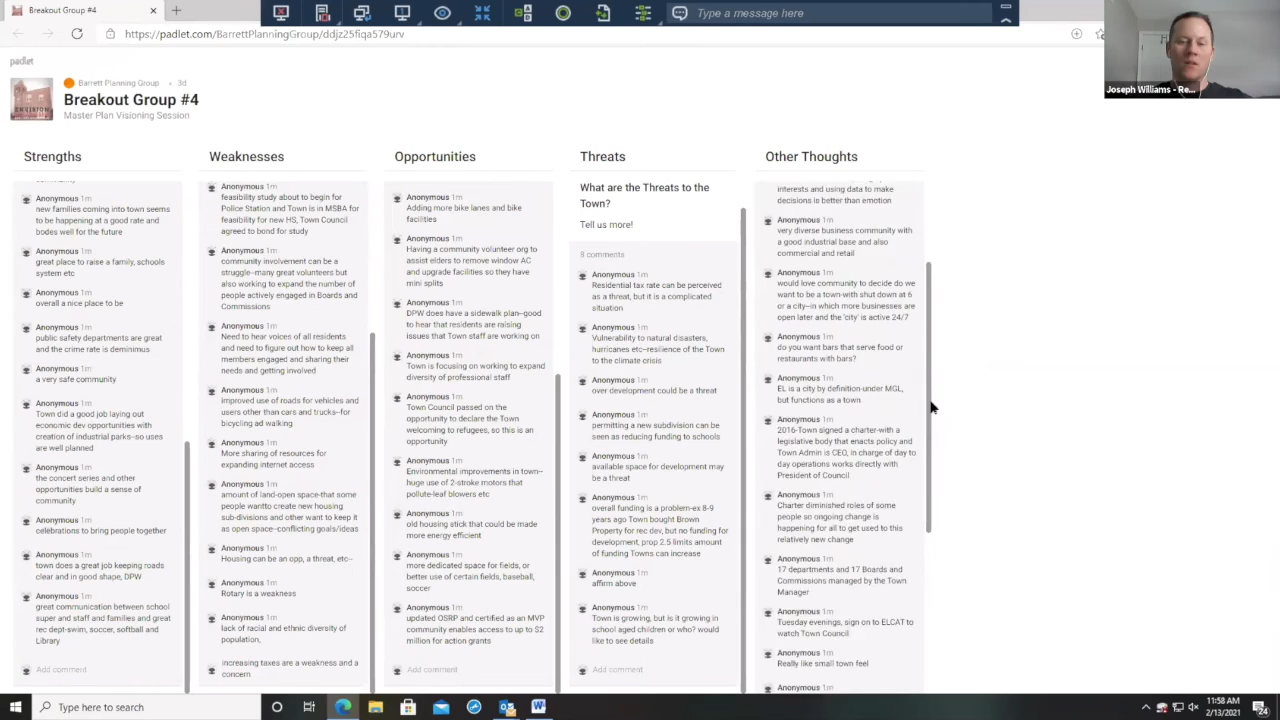 Breakout Group #4
Type a message here
https://padlet.com/BarrettPlanningGroup/ddjz25fiqa579urv
padlet
Barrett Planning Group • 3d
Breakout Group #4
Master Plan Visioning Session
Joseph Williams - Re...
Strengths
Anonymous 1m
new families coming into town seems
to be happening at a good rate and
bodes well for the future
Anonymous 1m
great place to raise a family, schools
system etc
Anonymous 1m
overall a nice place to be
Anonymous 1m
public safety departments are great
and the crime rate is deminimus
Anonymous 1m
a very safe community
Anonymous 1m
Town did a good job laying out
economic dev opportunities with
creation of industrial parks-so uses
are well planned
Anonymous 1m
the concert series and other
opportunities build a sense of
community
Anonymous 1m
celebrations to bring people together
Anonymous 1m
town does a great job keeping roads
clear and in good shape, DPW
Anonymous 1m
great communication between school
super and staff and families and great
rec dept-swim, soccer, softball and
Library
Add comment
Weaknesses
Anonymous 1m
feasibility study about to begin for
Police Station and Town is in MSBA for
feasibility for new HS, Town Council
agreed to bond for study
Anonymous 1m
community involvement can be a
struggle--many great volunteers but
also working to expand the number of
people actively engaged in Boards and
Commissions
Anonymous 1m
Need to hear voices of all residents
and need to figure out how to keep all
members engaged and sharing their
needs and getting involved
Anonymous 1m
improved use of roads for vehicles and
users other than cars and trucks--for
bicycling ad walking
Anonymous 1m
More sharing of resources for
expanding internet access
Anonymous 1m
amount of land-open space-that some
people wantto create new housing
sub-divisions and other want to keep it
as open space--conflicting goals/ideas
Anonymous 1m
Housing can be an opp, a threat, etc--
Anonymous 1m
Rotary is a weakness
Anonymous 1m
lack of racial and ethnic diversity of
population,
increasing taxes are a weakness and a
concern
Opportunities
Anonymous 1m
Adding more bike lanes and bike
facilities
Anonymous 1m
Having a community volunteer org to
assist elders to remove window AC
and upgrade facilities so they have
mini splits
Anonymous 1m
DPW does have a sidewalk plan--good
to hear that residents are raising
issues that Town staff are working on
Anonymous 1m
Town is focusing on working to expand
diversity of professional staff
Anonymous 1m
Town Council passed on the
opportunity to declare the Town
welcoming to refugees, so this is an
opportunity
Anonymous 1m
Environmental improvements in town--
huge use of 2-stroke motors that
pollute-leaf blowers etc
Anonymous 1m
old housing stick that could be made
more energy efficient
Anonymous 1m
more dedicated space for fields, or
better use of certain fields, baseball,
soccer
Anonymous 1m
updated OSRP and certified as an MVP
community enables access to up to $2
million for action grants
Add comment
Threats
What are the Threats to the
Town?
Tell us more!
8 comments
Anonymous 1m
Residential tax rate can be perceived
as a threat, but it is a complicated
situation
Anonymous 1m
Vulnerability to natural disasters,
hurricanes etc--resilience of the Town
to the climate crisis
Anonymous 1m
over development could be a threat
Anonymous 1m
permitting a new subdivision can be
seen as reducing funding to schools
Anonymous 1m
available space for development may
be a threat
Anonymous 1m
overall funding is a problem-ex 8-9
years ago Town bought Brown
Property for rec dev, but no funding for
development, prop 2.5 limits amount
of funding Towns can increase
Anonymous 1m
affirm above
Anonymous 1m
Town is growing, but is it growing in
school aged children or who? would
like to see details
Add comment
Other Thoughts
interests and using data to make
decisions is better than emotion
Anonymous 1m
very diverse business community with
a good industrial base and also
commercial and retail
Anonymous 1m
would love community to decide do we
want to be a town-with shut down at 6
or a city--in which more businesses are
open later and the 'city' is active 24/7
Anonymous 1m
do you want bars that serve food or
restaurants with bars?
Anonymous 1m
EL is a city by definition-under MGL,
but functions as a town
Anonymous 1m
2016-Town signed a charter-with a
legislative body that enacts policy and
Town Admin is CEO, in charge of day to
day operations works directly with
President of Council
Anonymous 1m
Charter diminished roles of some
people so ongoing change is
happening for all to get used to this
relatively new change
Anonymous 1m
17 departments and 17 Boards and
Commissions managed by the Town
Manager
Anonymous 1m
Tuesday evenings, sign on to ELCAT to
watch Town Council
Anonymous 1m
Really like small town feel
Anonymous 1m
Type here to search
11:58 AM
2/13/2021
24